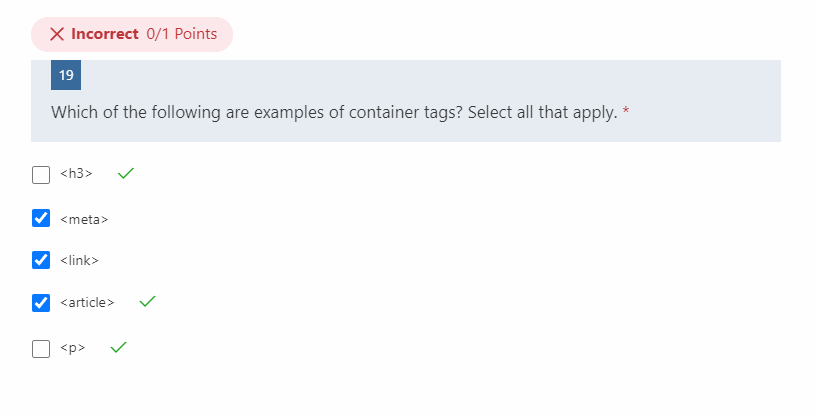 Incorrect 0/1 Points
19
Which of the following are examples of container tags? Select all that apply. *
<h3>
<meta>
<link>
<article>
<p>